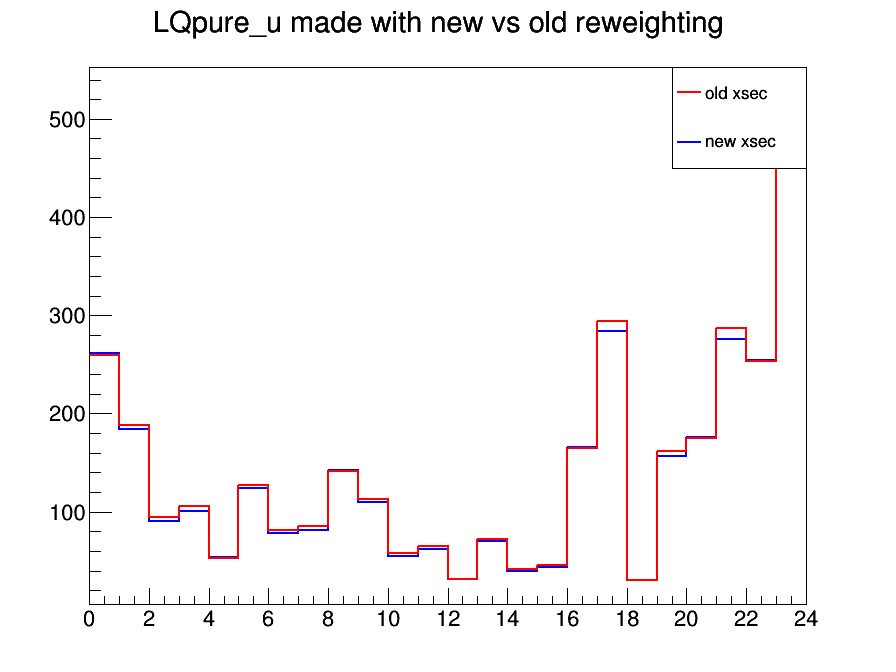 LQpure_u made with new vs old reweighting
old xsec
new xsec
500
400
300
200
100
0 2 4 6 8 10 12 14 16 18 20 22 24